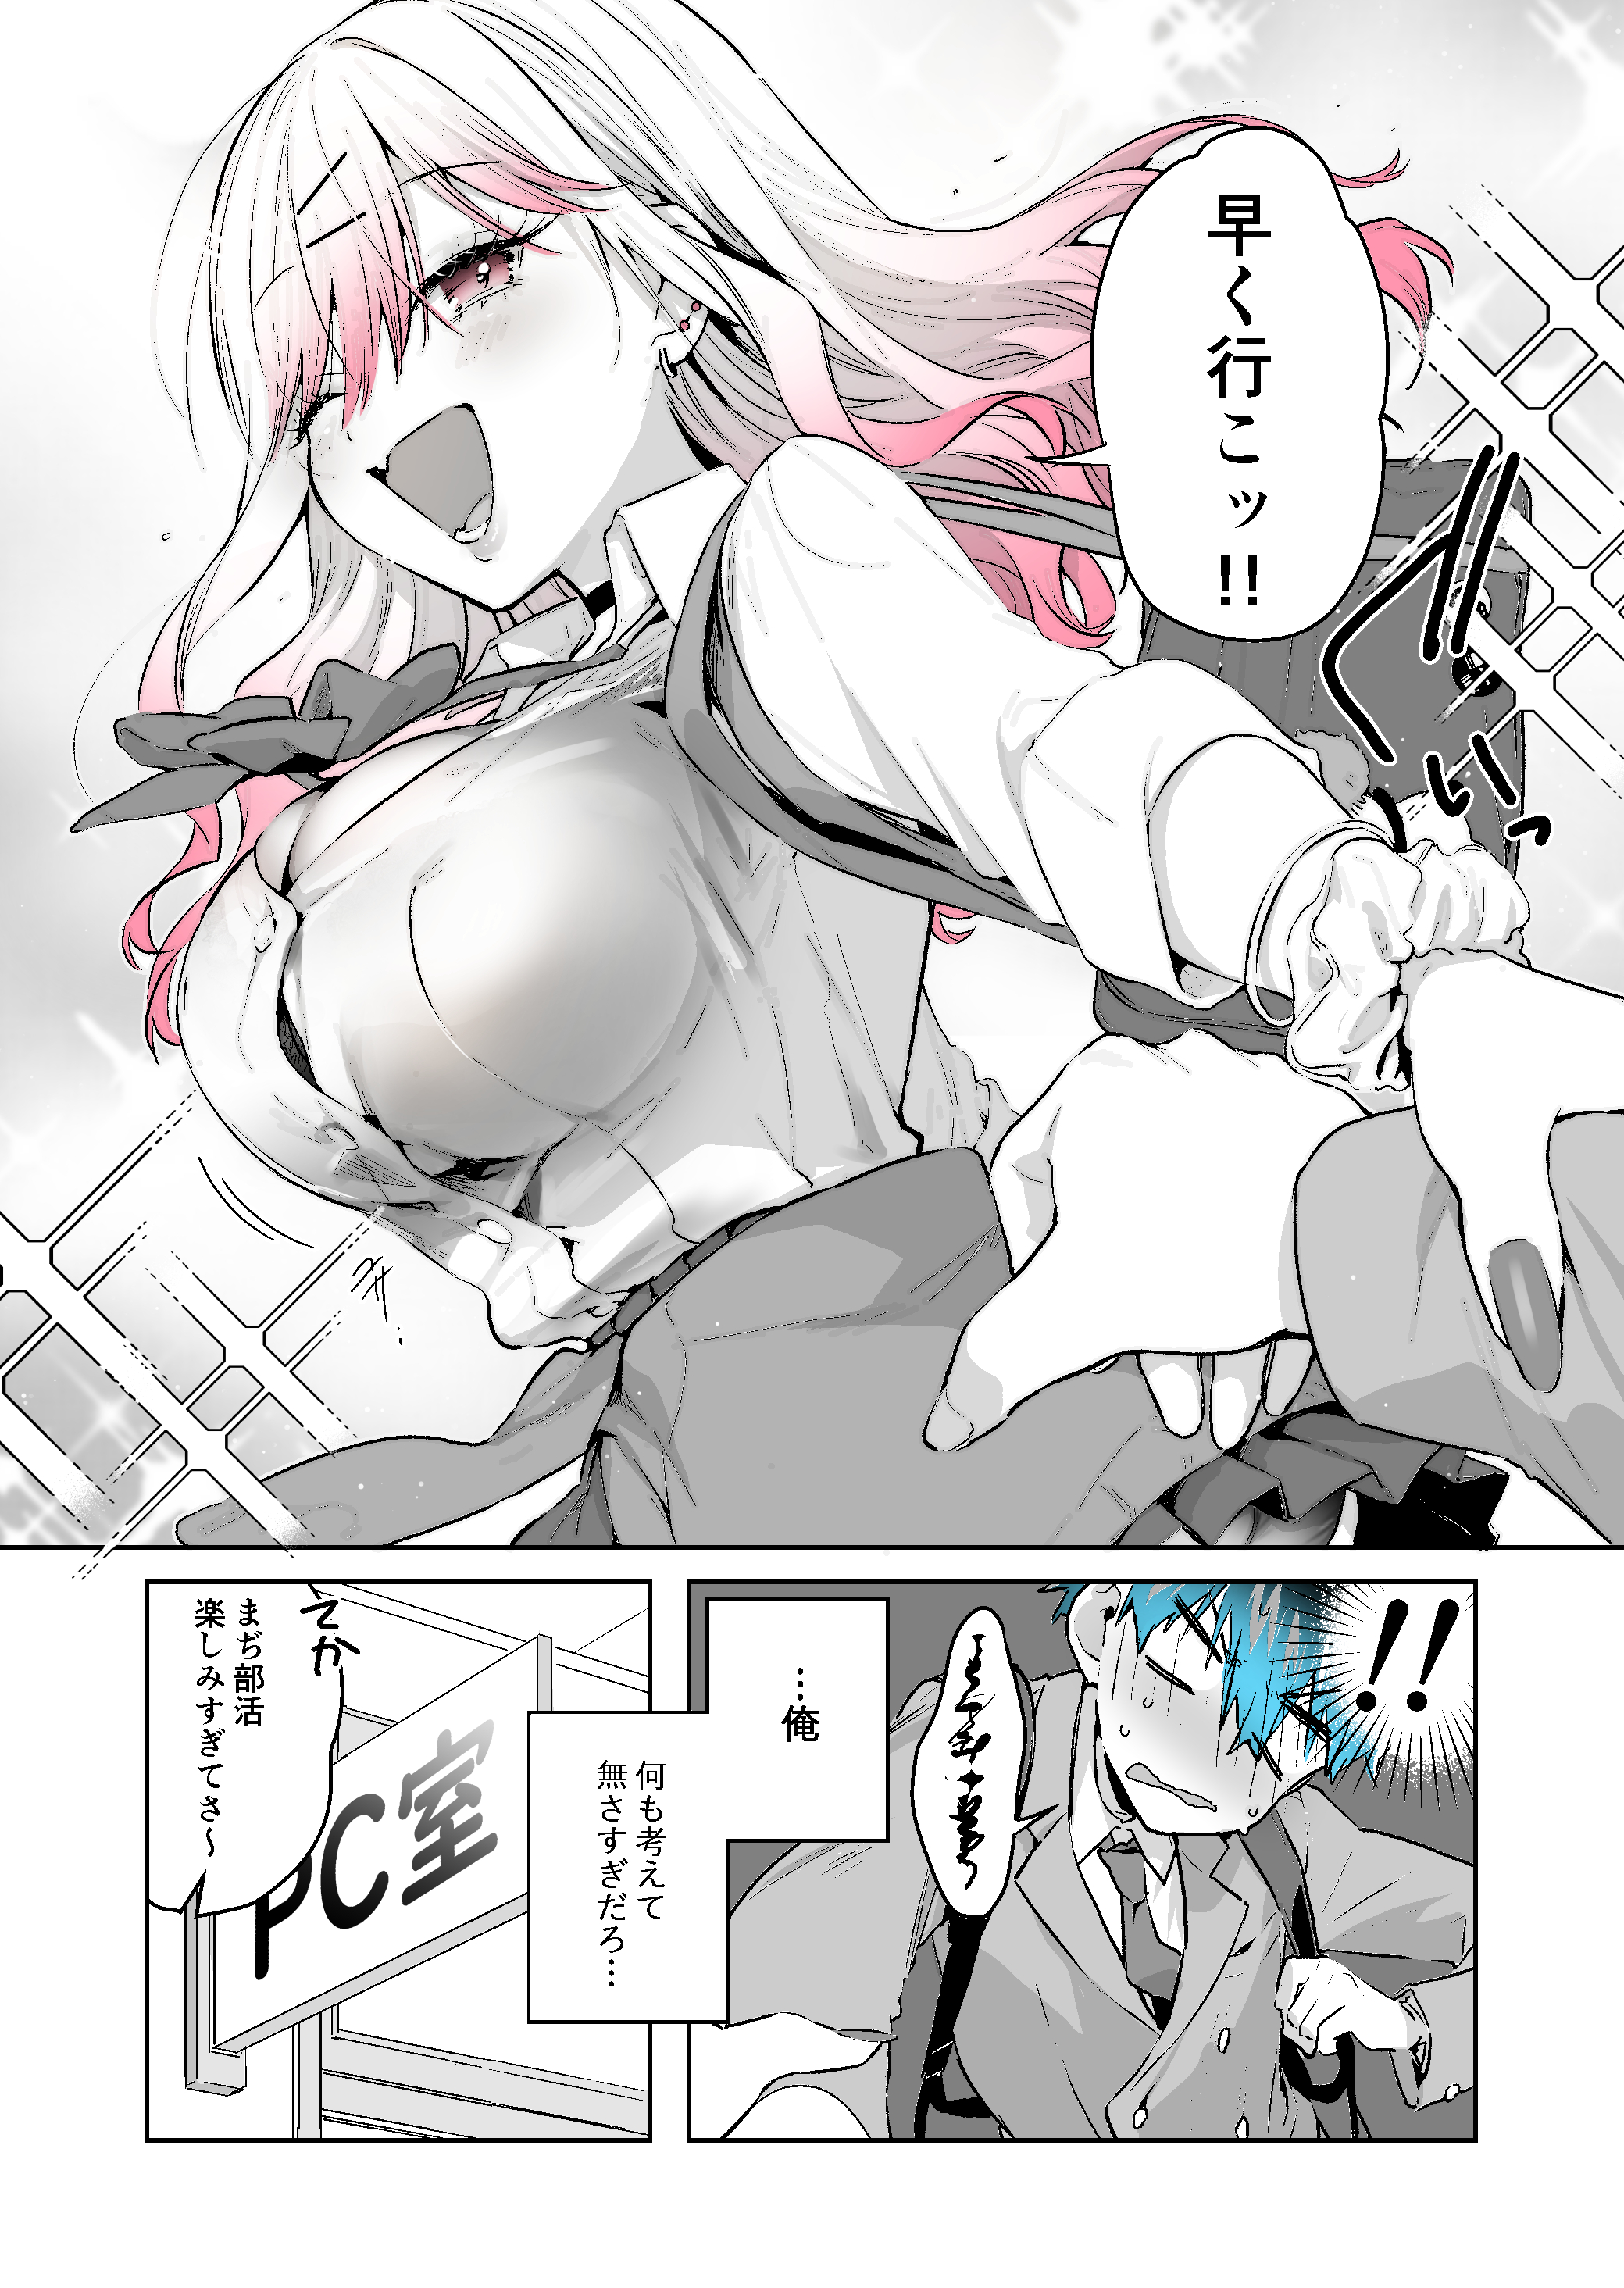 早く行こッ!!
ぐいっ
!!
…俺
何も考えて
無さすぎだろ…
てか
まぢ部活
楽しみすぎてさ～
PC室